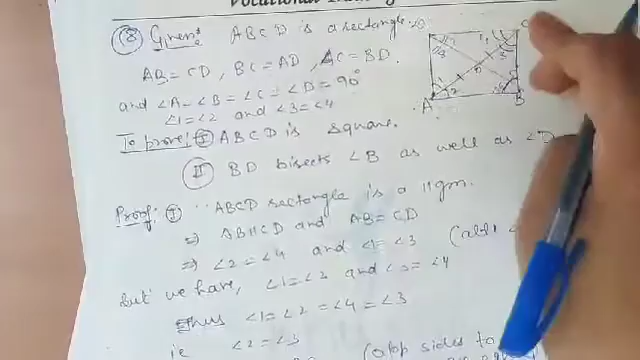 Vocational
(8) Given: ABCD is a rectangle.
AB=CD, BC=AD, AC=BD.
and ∠A=∠B=∠C=∠D=90°
∠1=∠2 and ∠3=∠4
To prove: (I) ABCD is square.
(II) BD bisects ∠B as well as ∠D
Proof: (I) ∵ ABCD rectangle is a ||gm.
⇒ AB||CD and AB=CD
⇒ ∠2=∠4 and ∠1=∠3
But we have, ∠1=∠2 and ∠3=∠4
Thus ∠1=∠2=∠4=∠3
ie ∠2=∠3
(opp sides to
A
B